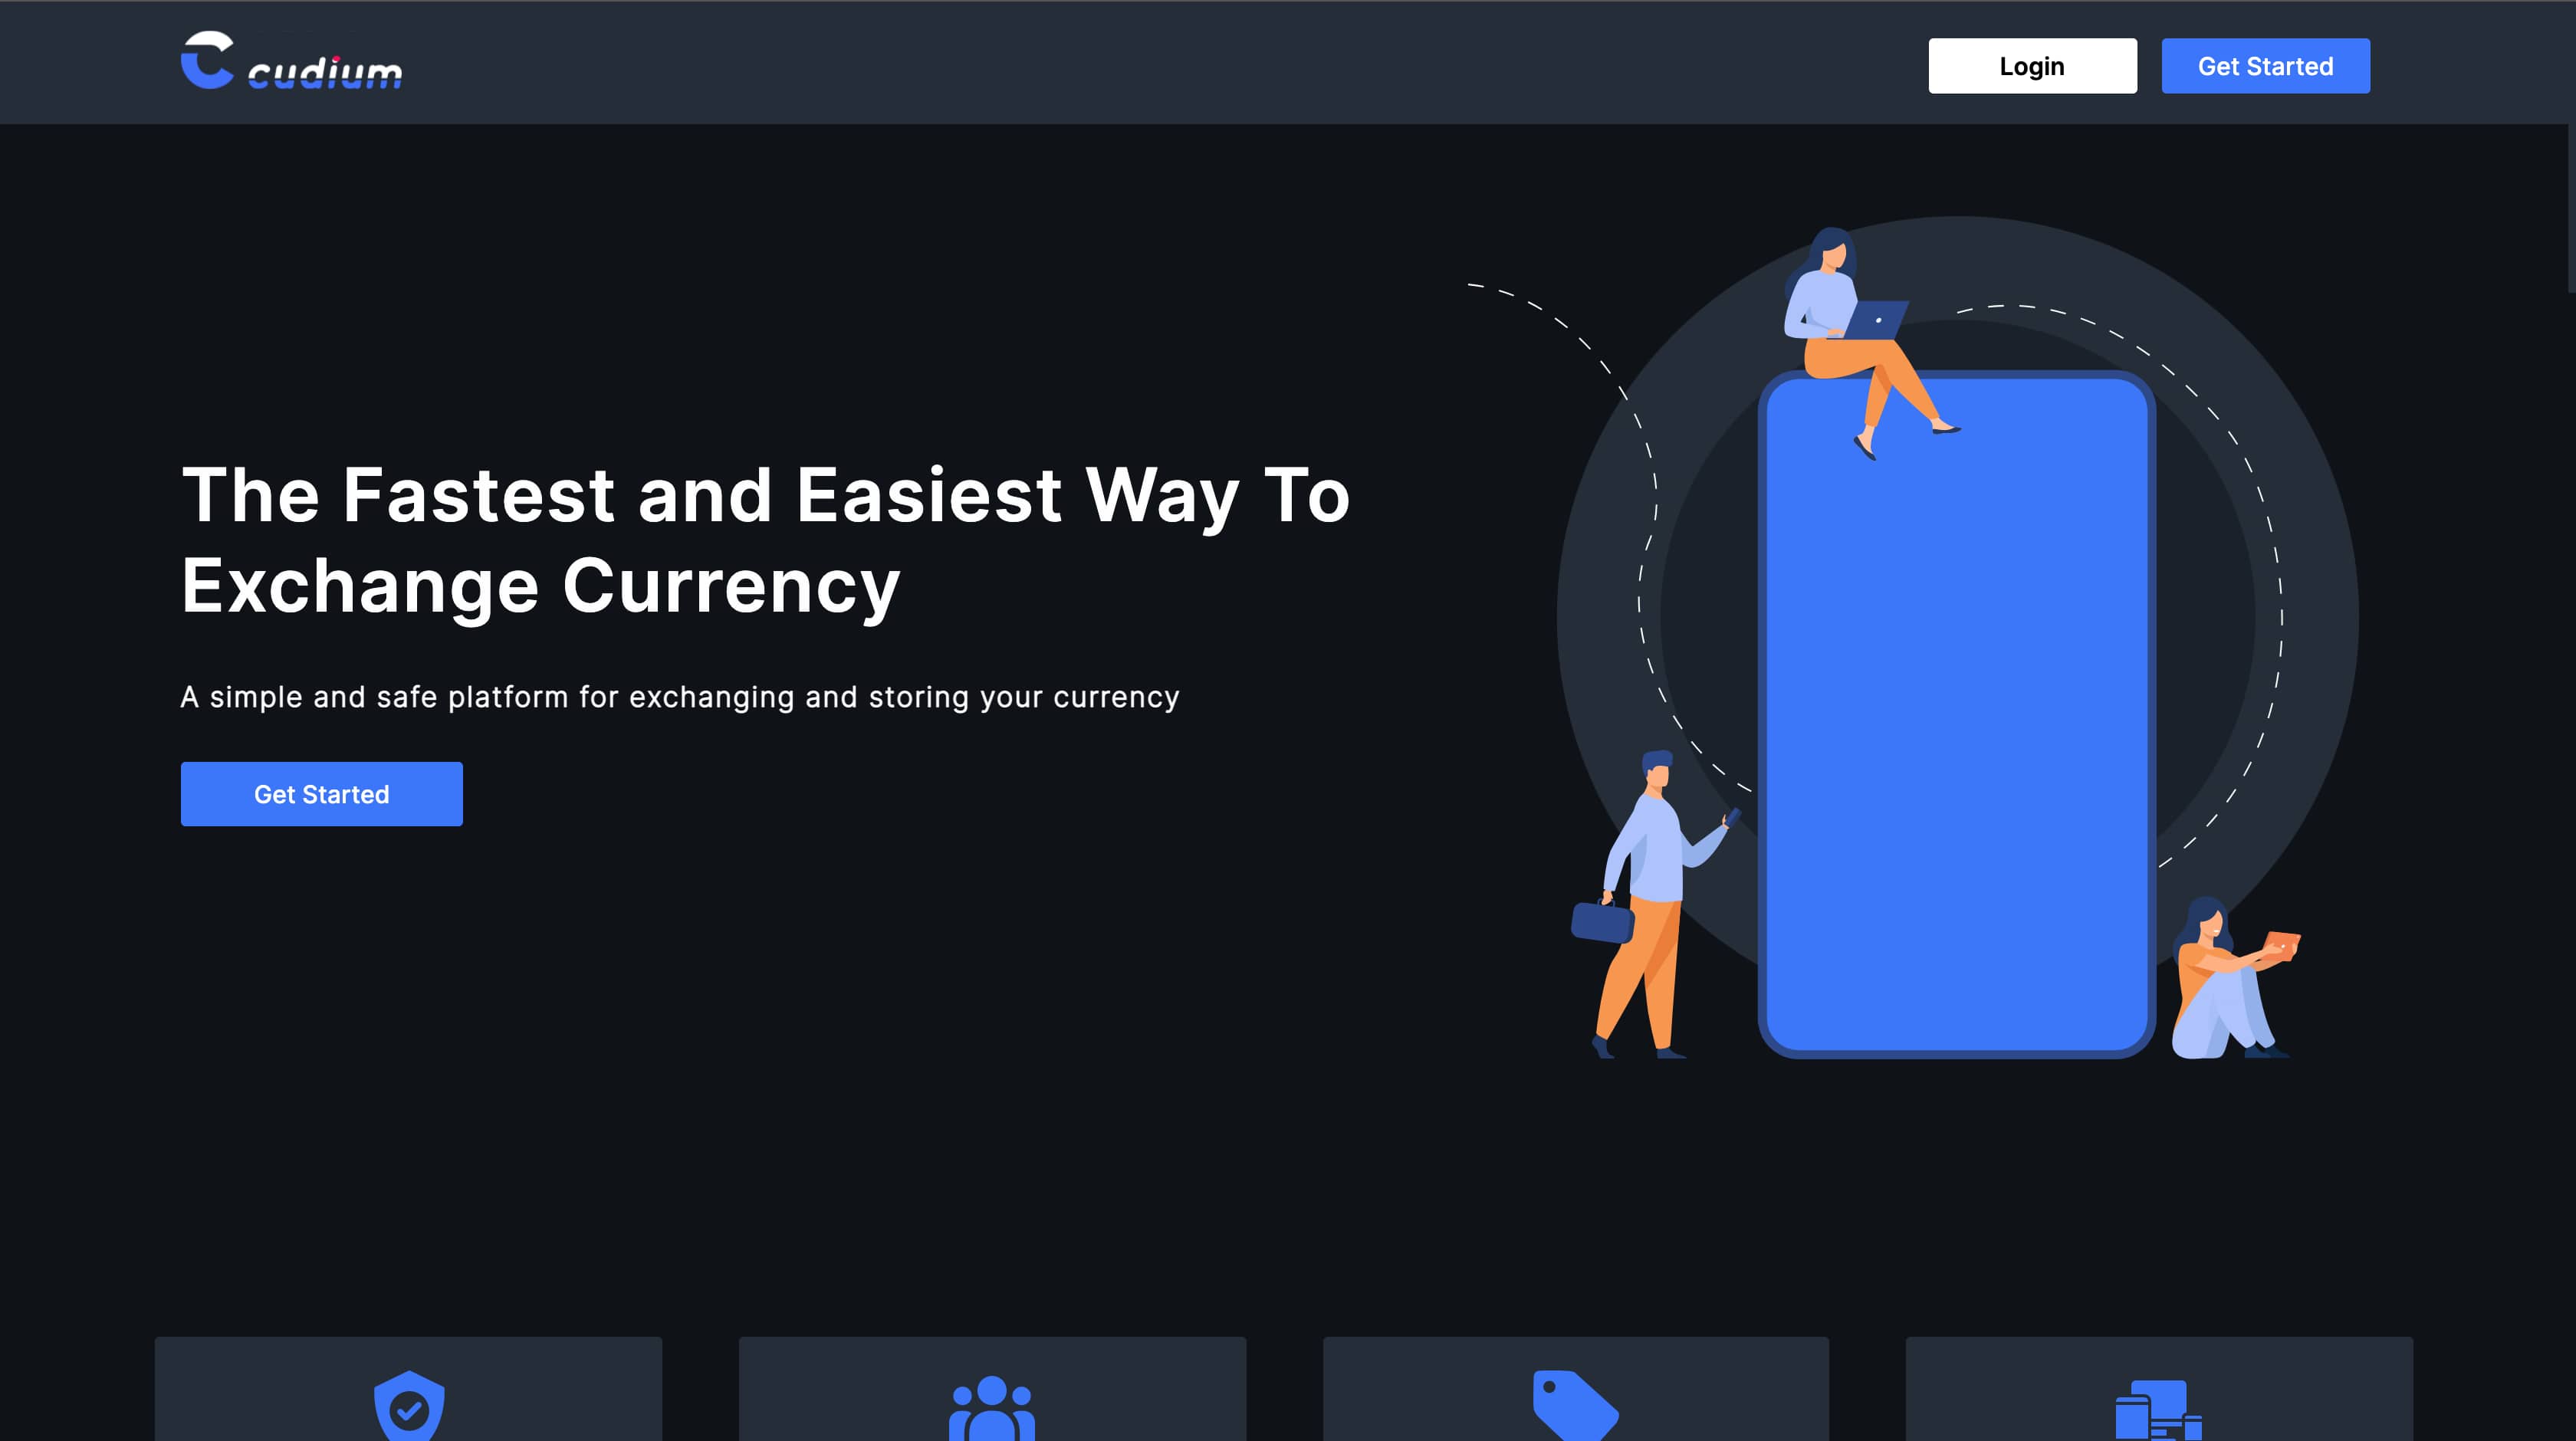 cudium
Login
Get Started
The Fastest and Easiest Way To
Exchange Currency
A simple and safe platform for exchanging and storing your currency
Get Started